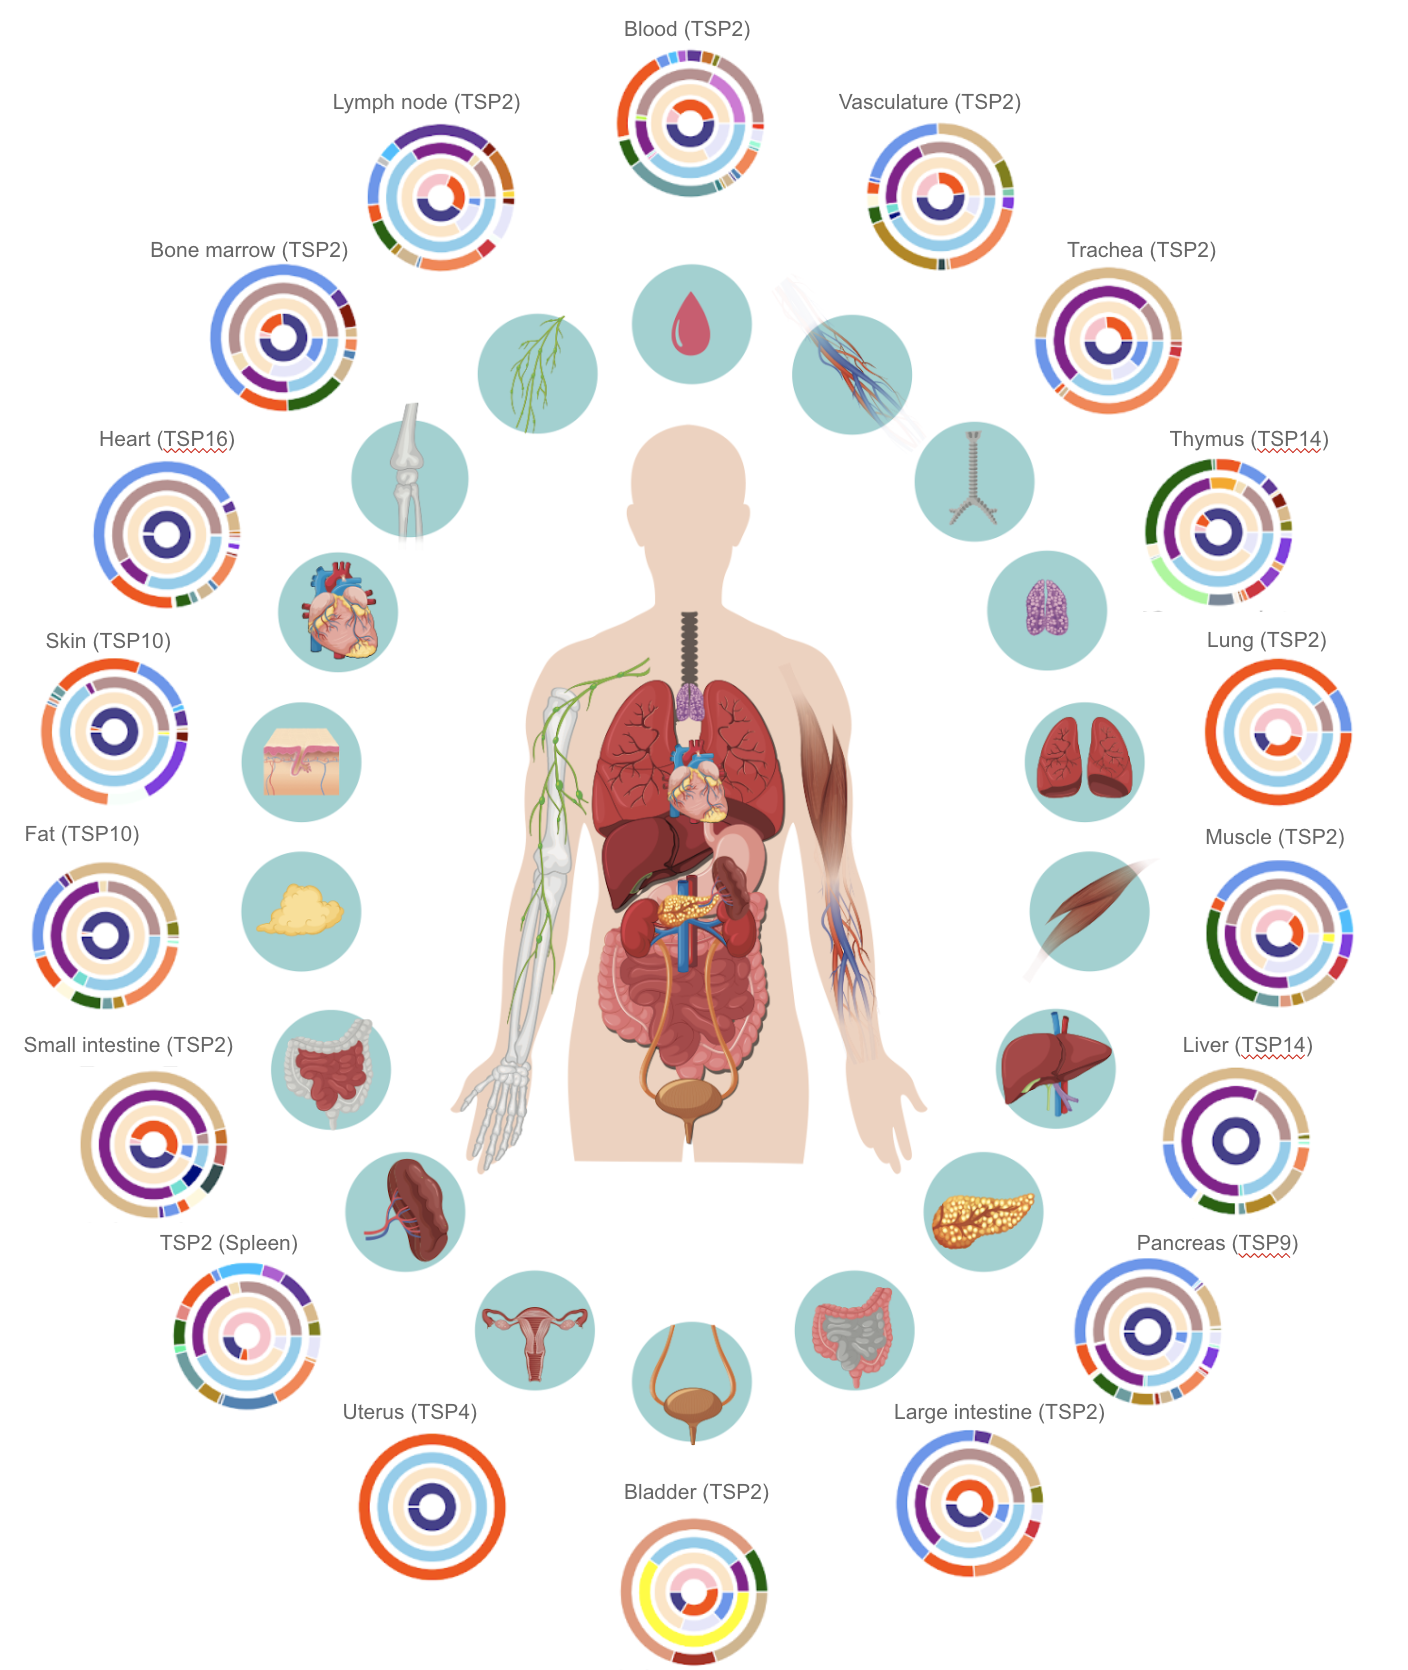 Blood (TSP2)
Lymph node (TSP2)
Vasculature (TSP2)
Bone marrow (TSP2)
Trachea (TSP2)
Heart (TSP16)
Thymus (TSP14)
Skin (TSP10)
Lung (TSP2)
Fat (TSP10)
Muscle (TSP2)
Small intestine (TSP2)
Liver (TSP14)
TSP2 (Spleen)
Pancreas (TSP9)
Uterus (TSP4)
Large intestine (TSP2)
Bladder (TSP2)